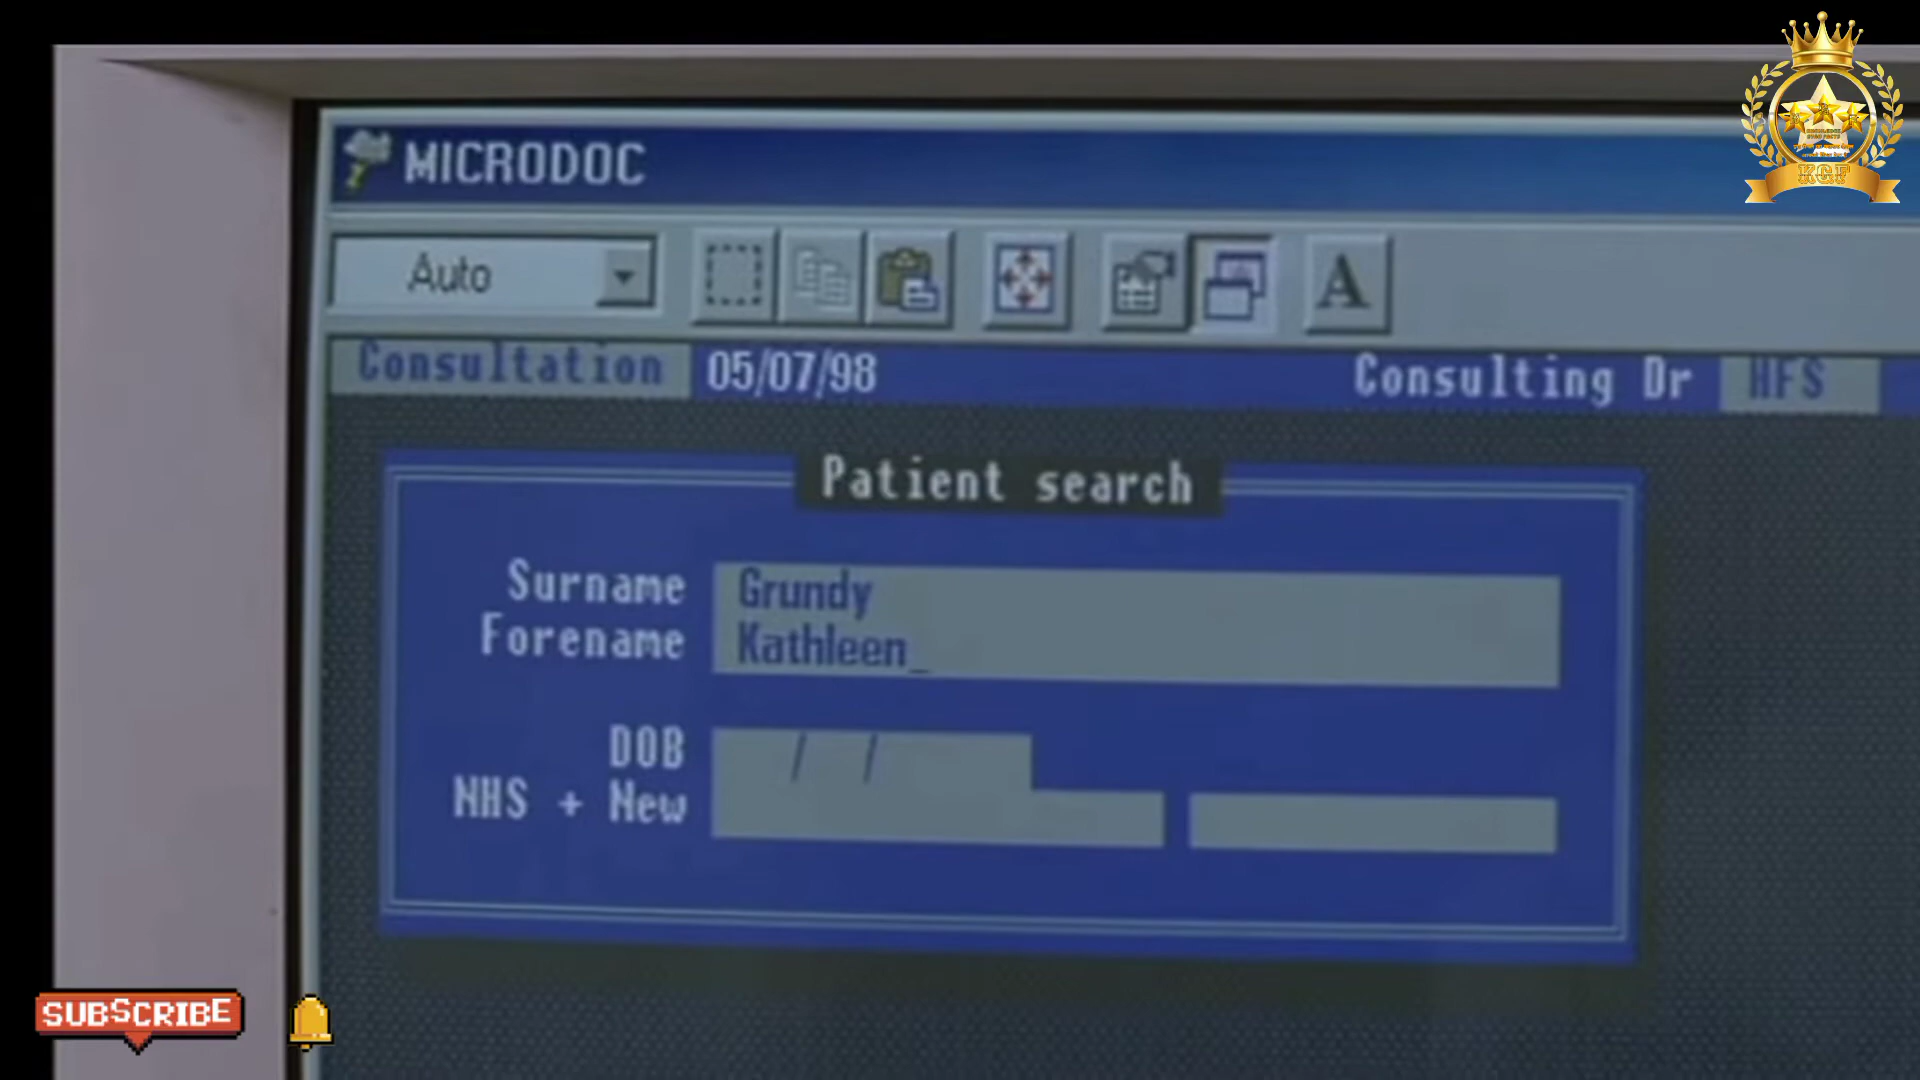 MICRODOC
Auto
A
Consultation 05/07/98 Consulting Dr HFS
Patient search
Surname Grundy
Forename Kathleen_
DOB / /
NHS + New
KGF
SUBSCRIBE